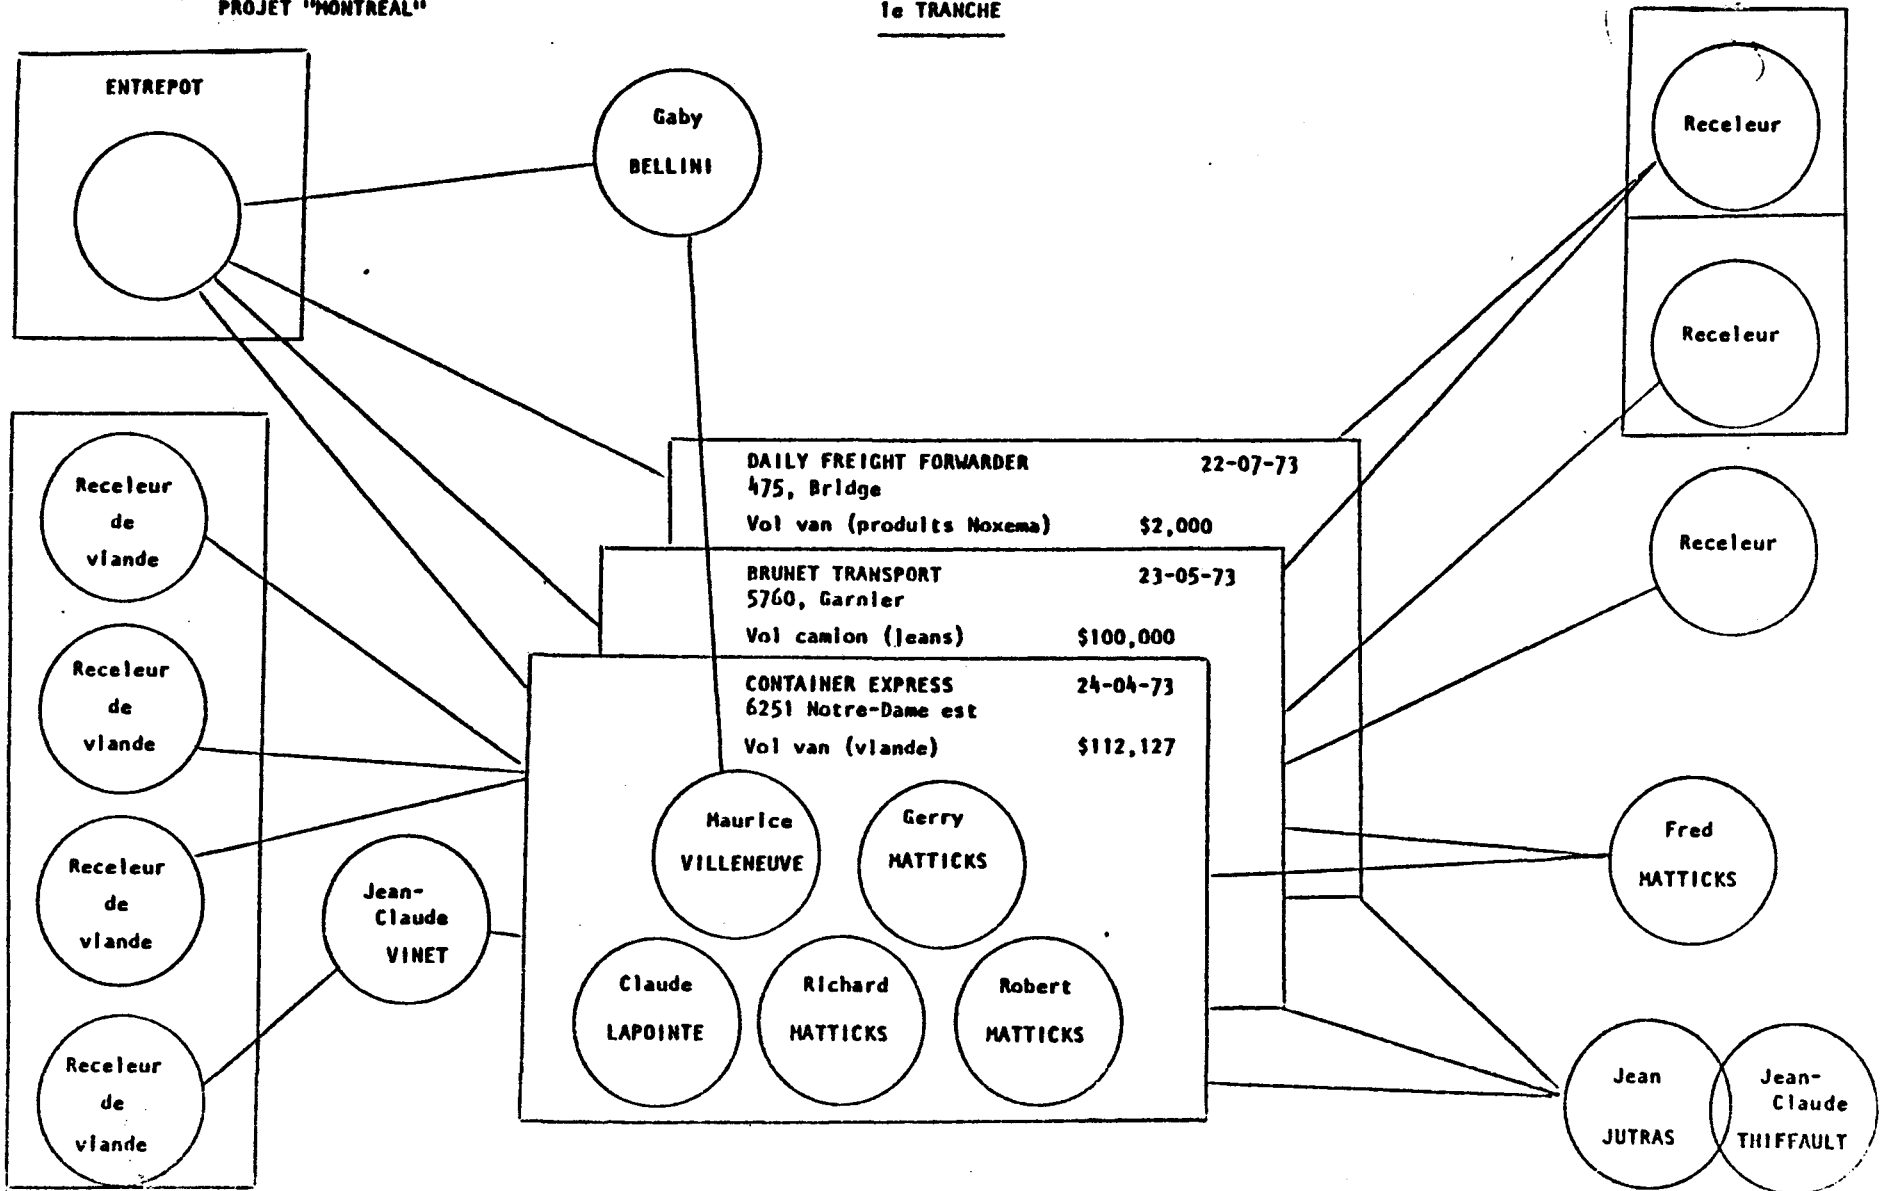 PROJET "MONTREAL"
1e TRANCHE
ENTREPOT
Gaby
BELLINI
Receleur
Receleur
Receleur
DAILY FREIGHT FORWARDER 22-07-73
475, Bridge
Vol van (produits Noxema) $2,000
BRUNET TRANSPORT 23-05-73
5760, Garnier
Vol camion (jeans) $100,000
CONTAINER EXPRESS 24-04-73
6251 Notre-Dame est
Vol van (viande) $112,127
Receleur
de
viande
Receleur
de
viande
Receleur
de
viande
Receleur
de
viande
Jean-
Claude
VINET
Maurice
VILLENEUVE
Gerry
MATTICKS
Claude
LAPOINTE
Richard
MATTICKS
Robert
MATTICKS
Fred
MATTICKS
Jean
JUTRAS
Jean-
Claude
THIFFAULT